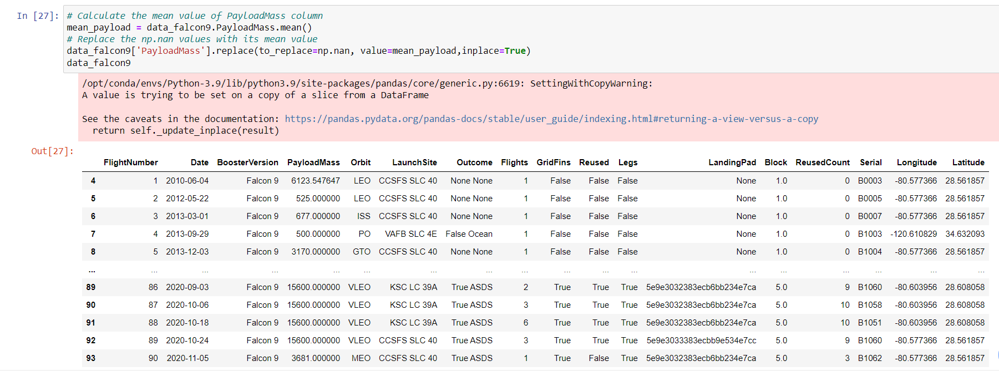 In [27]: # Calculate the mean value of PayloadMass column
mean_payload = data_falcon9.PayloadMass.mean()
# Replace the np.nan values with its mean value
data_falcon9['PayloadMass'].replace(to_replace=np.nan, value=mean_payload,inplace=True)
data_falcon9
/opt/conda/envs/Python-3.9/lib/python3.9/site-packages/pandas/core/generic.py:6619: SettingWithCopyWarning:
A value is trying to be set on a copy of a slice from a DataFrame
See the caveats in the documentation: https://pandas.pydata.org/pandas-docs/stable/user_guide/indexing.html#returning-a-view-versus-a-copy
return self._update_inplace(result)
Out[27]:
FlightNumber Date BoosterVersion PayloadMass Orbit LaunchSite Outcome Flights GridFins Reused Legs LandingPad Block ReusedCount Serial Longitude Latitude
4 1 2010-06-04 Falcon 9 6123.547647 LEO CCSFS SLC 40 None None 1 False False False None 1.0 0 B0003 -80.577366 28.561857
5 2 2012-05-22 Falcon 9 525.000000 LEO CCSFS SLC 40 None None 1 False False False None 1.0 0 B0005 -80.577366 28.561857
6 3 2013-03-01 Falcon 9 677.000000 ISS CCSFS SLC 40 None None 1 False False False None 1.0 0 B0007 -80.577366 28.561857
7 4 2013-09-29 Falcon 9 500.000000 PO VAFB SLC 4E False Ocean 1 False False False None 1.0 0 B1003 -120.610829 34.632093
8 5 2013-12-03 Falcon 9 3170.000000 GTO CCSFS SLC 40 None None 1 False False False None 1.0 0 B1004 -80.577366 28.561857
... ... ... ... ... ... ... ... ... ... ... ... ... ... ... ... ... ...
89 86 2020-09-03 Falcon 9 15600.000000 VLEO KSC LC 39A True ASDS 2 True True True 5e9e3032383ecb6bb234e7ca 5.0 9 B1060 -80.603956 28.608058
90 87 2020-10-06 Falcon 9 15600.000000 VLEO KSC LC 39A True ASDS 3 True True True 5e9e3032383ecb6bb234e7ca 5.0 10 B1058 -80.603956 28.608058
91 88 2020-10-18 Falcon 9 15600.000000 VLEO KSC LC 39A True ASDS 6 True True True 5e9e3032383ecb6bb234e7ca 5.0 10 B1051 -80.603956 28.608058
92 89 2020-10-24 Falcon 9 15600.000000 VLEO CCSFS SLC 40 True ASDS 3 True True True 5e9e3033383ecbb9e534e7cc 5.0 9 B1060 -80.577366 28.561857
93 90 2020-11-05 Falcon 9 3681.000000 MEO CCSFS SLC 40 True ASDS 1 True False True 5e9e3032383ecb6bb234e7ca 5.0 3 B1062 -80.577366 28.561857